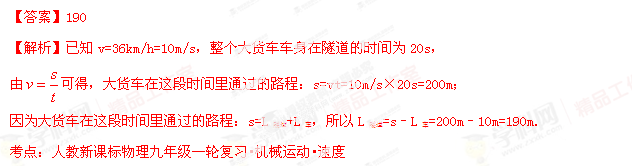 【答案】190
【解析】已知 v=36km/h=10m/s，整个大货车车身在隧道的时间为 20s，
由 v=s/t 可得，大货车在这段时间里通过的路程：s=vt=10m/s×20s=200m；
因为大货车在这段时间里通过的路程：s=L +L ，所以 L =s﹣L =200m﹣10m=190m.
考点：人教新课标物理九年级一轮复习·机械运动·速度